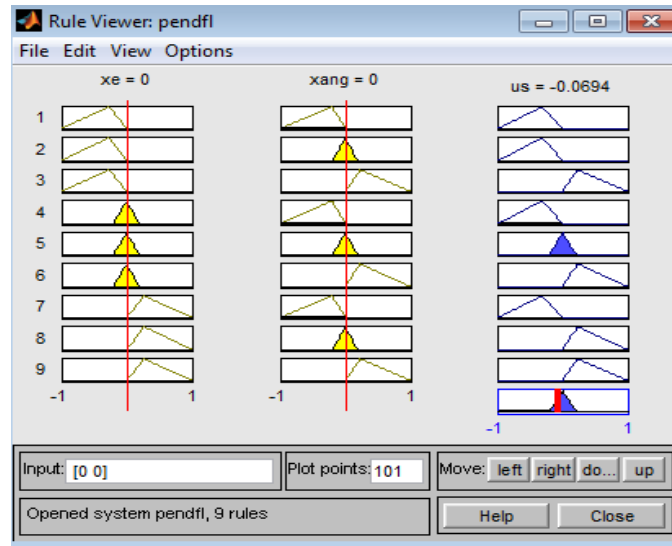 Rule Viewer: pendfl
File Edit View Options
xe = 0 xang = 0 us = -0.0694
1
2
3
4
5
6
7
8
9
-1 1 -1 1
-1 1
Input: [0 0] Plot points: 101 Move: left right do... up
Opened system pendfl, 9 rules Help Close